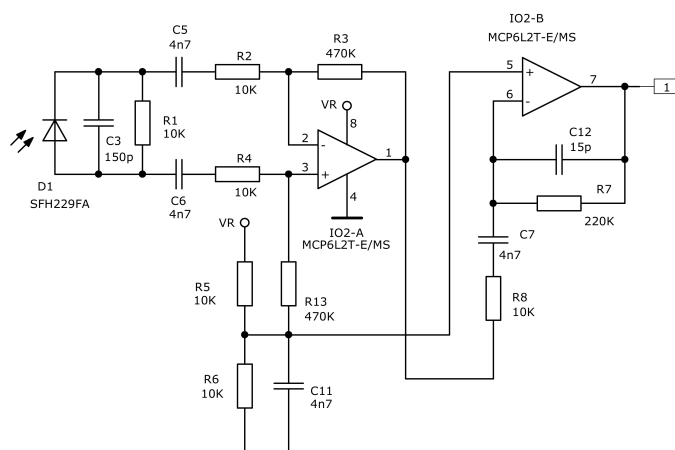 IO2-B
MCP6L2T-E/MS
C5
4n7
R2
10K
R3
470K
5
+
6
-
7
1
VR
8
R1
10K
C3
150p
2
-
3
+
1
4
C12
15p
R7
220K
D1
SFH229FA
C6
4n7
R4
10K
VR
IO2-A
MCP6L2T-E/MS
C7
4n7
R5
10K
R13
470K
R8
10K
R6
10K
C11
4n7